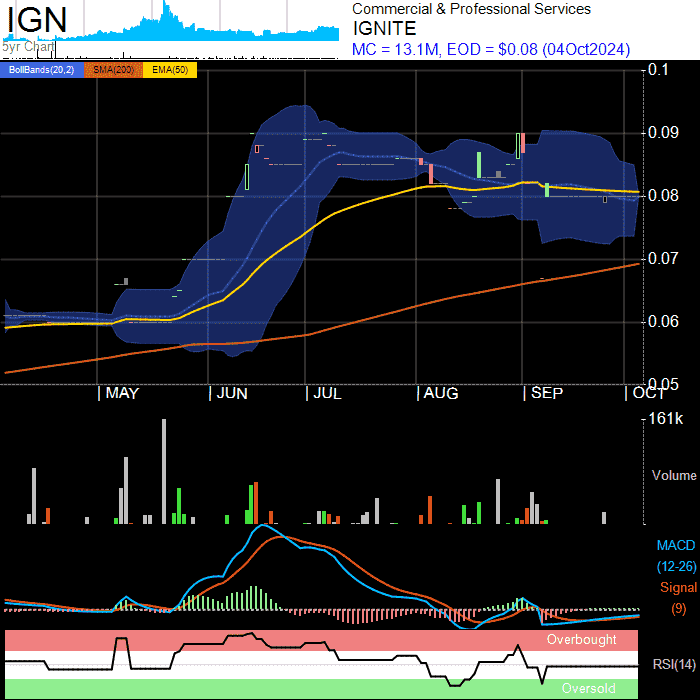 IGN
5yr Chart
Commercial & Professional Services
IGNITE
MC = 13.1M, EOD = $0.08 (04Oct2024)
BollBands(20,2) SMA(200) EMA(50)
0.1
0.09
0.08
0.07
0.06
0.05
MAY JUN JUL AUG SEP OCT
161k
Volume
MACD
(12-26)
Signal
(9)
Overbought
RSI(14)
Oversold